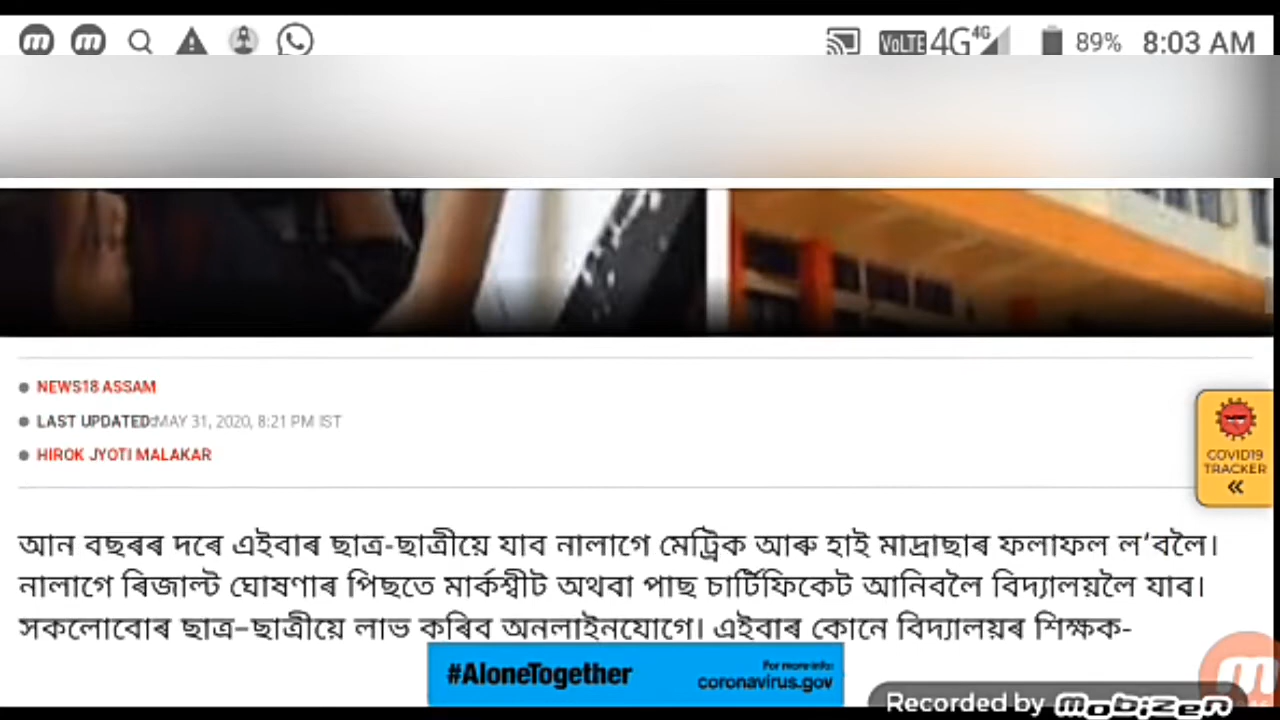 VoLTE 4G 4G 89% 8:03 AM
NEWS18 ASSAM
LAST UPDATED: MAY 31, 2020, 8:21 PM IST
HIROK JYOTI MALAKAR
COVID19
TRACKER
আন বছৰৰ দৰে এইবাৰ ছাত্ৰ-ছাত্ৰীয়ে যাব নালাগে মেট্ৰিক আৰু হাই মাদ্ৰাছাৰ ফলাফল ল'বলৈ।
নালাগে ৰিজাল্ট ঘোষণাৰ পিছতে মাৰ্কশ্বীট অথবা পাছ চাৰ্টিফিকেট আনিবলৈ বিদ্যালয়লৈ যাব।
সকলোবোৰ ছাত্ৰ–ছাত্ৰীয়ে লাভ কৰিব অনলাইনযোগে। এইবাৰ কোনে বিদ্যালয়ৰ শিক্ষক-
#AloneTogether
For more info:
coronavirus.gov
Recorded by mobizen